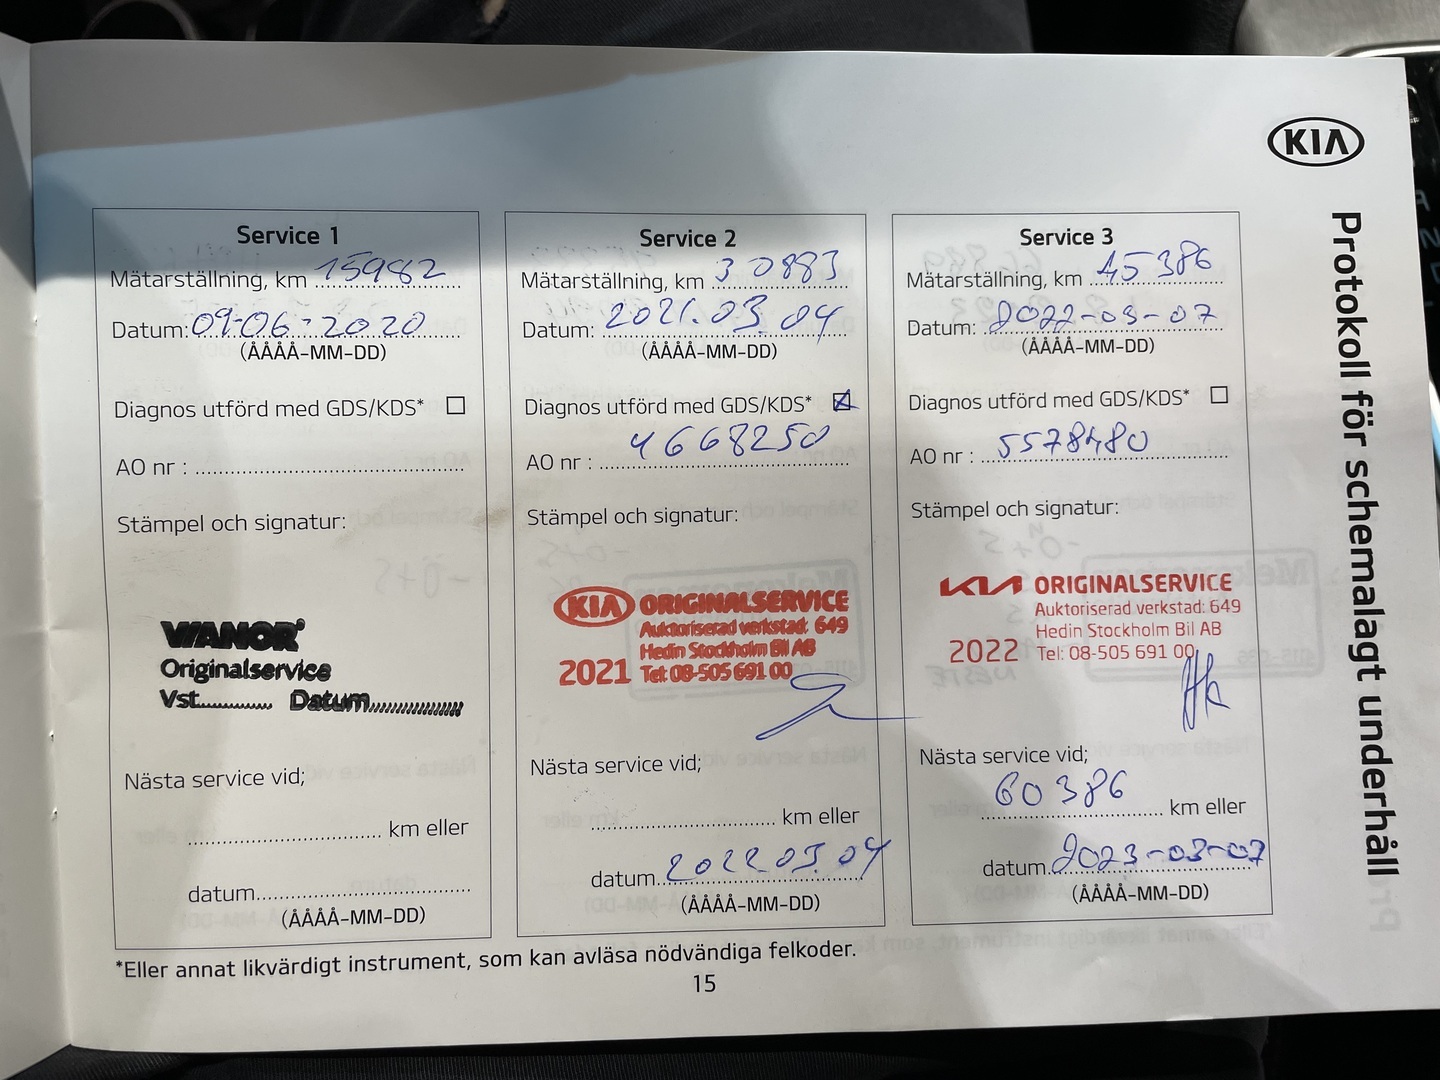 KIA
Protokoll för schemalagt underhåll
Service 1
Mätarställning, km 15982
Datum: 09-06-2020
(ÅÅÅÅ-MM-DD)
Diagnos utförd med GDS/KDS*
AO nr :
Stämpel och signatur:
WANOR
Originalservice
Vst............. Datum
Nästa service vid;
km eller
datum
(ÅÅÅÅ-MM-DD)
Service 2
Mätarställning, km 30883
Datum: 2021.03.04
(ÅÅÅÅ-MM-DD)
Diagnos utförd med GDS/KDS*
AO nr : 4668250
Stämpel och signatur:
KIA ORIGINALSERVICE
Auktoriserad verkstad: 649
Hedin Stockholm Bil AB
2021 Tel: 08-505 691 00
Nästa service vid;
km eller
datum 2022.03.04
(ÅÅÅÅ-MM-DD)
Service 3
Mätarställning, km 45386
Datum: 2022-03-07
(ÅÅÅÅ-MM-DD)
Diagnos utförd med GDS/KDS*
AO nr : 5578480
Stämpel och signatur:
KIA ORIGINALSERVICE
Auktoriserad verkstad: 649
Hedin Stockholm Bil AB
2022 Tel: 08-505 691 00
Nästa service vid;
60386 km eller
datum 2023-03-07
(ÅÅÅÅ-MM-DD)
*Eller annat likvärdigt instrument, som kan avläsa nödvändiga felkoder.
15